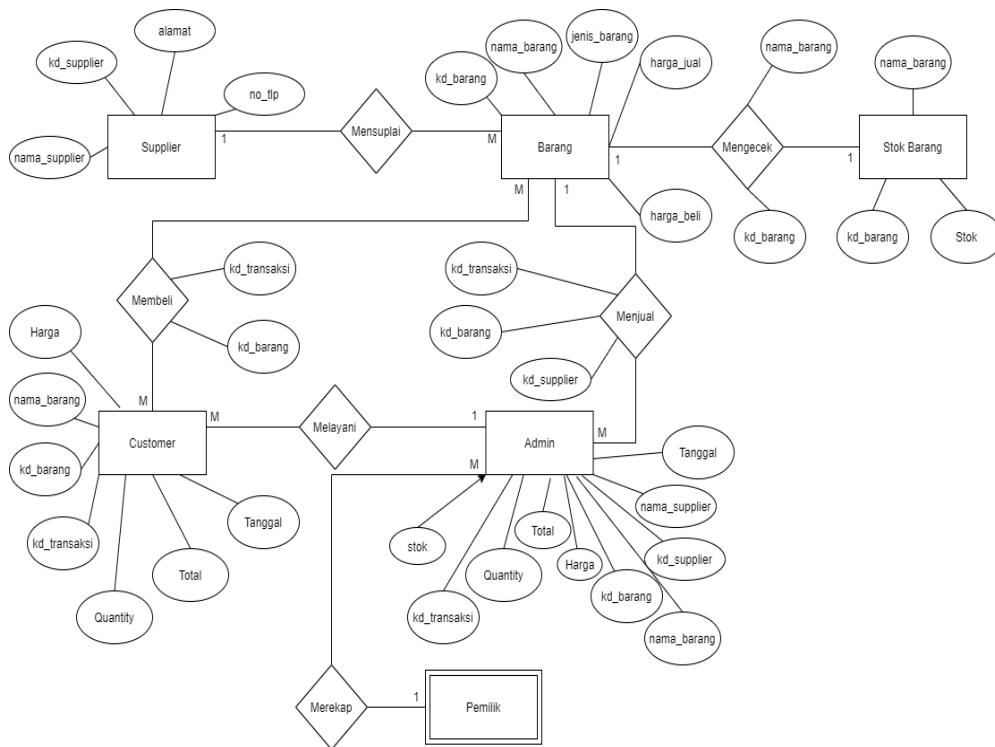 alamat
kd_supplier
no_tlp
nama_supplier
Supplier
1
Mensuplai
M
nama_barang
jenis_barang
kd_barang
harga_jual
Barang
M
1
1
harga_beli
nama_barang
Mengecek
kd_barang
1
nama_barang
Stok Barang
kd_barang
Stok
kd_transaksi
Membeli
kd_barang
kd_transaksi
kd_barang
Menjual
kd_supplier
Harga
nama_barang
kd_barang
kd_transaksi
M
Customer
M
Quantity
Total
Tanggal
Melayani
1
Admin
M
M
Tanggal
nama_supplier
kd_supplier
nama_barang
kd_barang
Harga
Total
Quantity
kd_transaksi
stok
Merekap
1
Pemilik